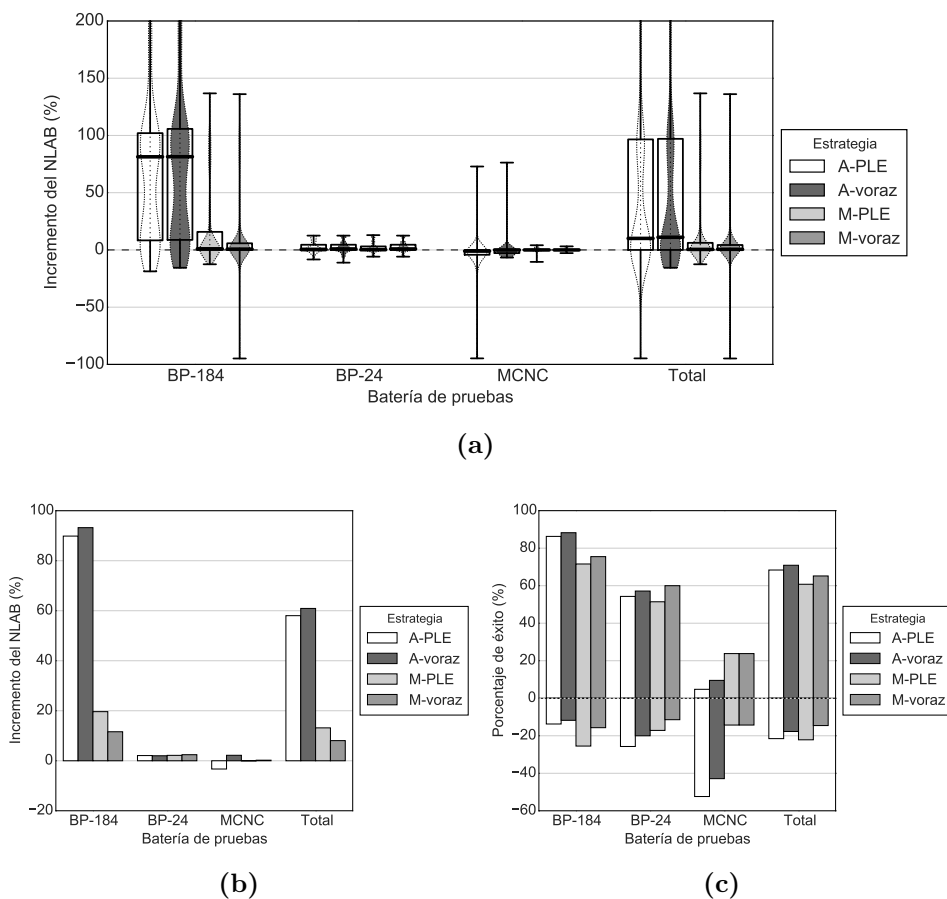 200
150
100
50
0
−50
−100
Incremento del NLAB (%)
BP-184
BP-24
MCNC
Total
Batería de pruebas
Estrategia
A-PLE
A-voraz
M-PLE
M-voraz
(a)
100
80
60
40
20
0
−20
Incremento del NLAB (%)
BP-184
BP-24
MCNC
Total
Batería de pruebas
Estrategia
A-PLE
A-voraz
M-PLE
M-voraz
(b)
100
80
60
40
20
0
−20
−40
−60
Porcentaje de éxito (%)
BP-184
BP-24
MCNC
Total
Batería de pruebas
Estrategia
A-PLE
A-voraz
M-PLE
M-voraz
(c)